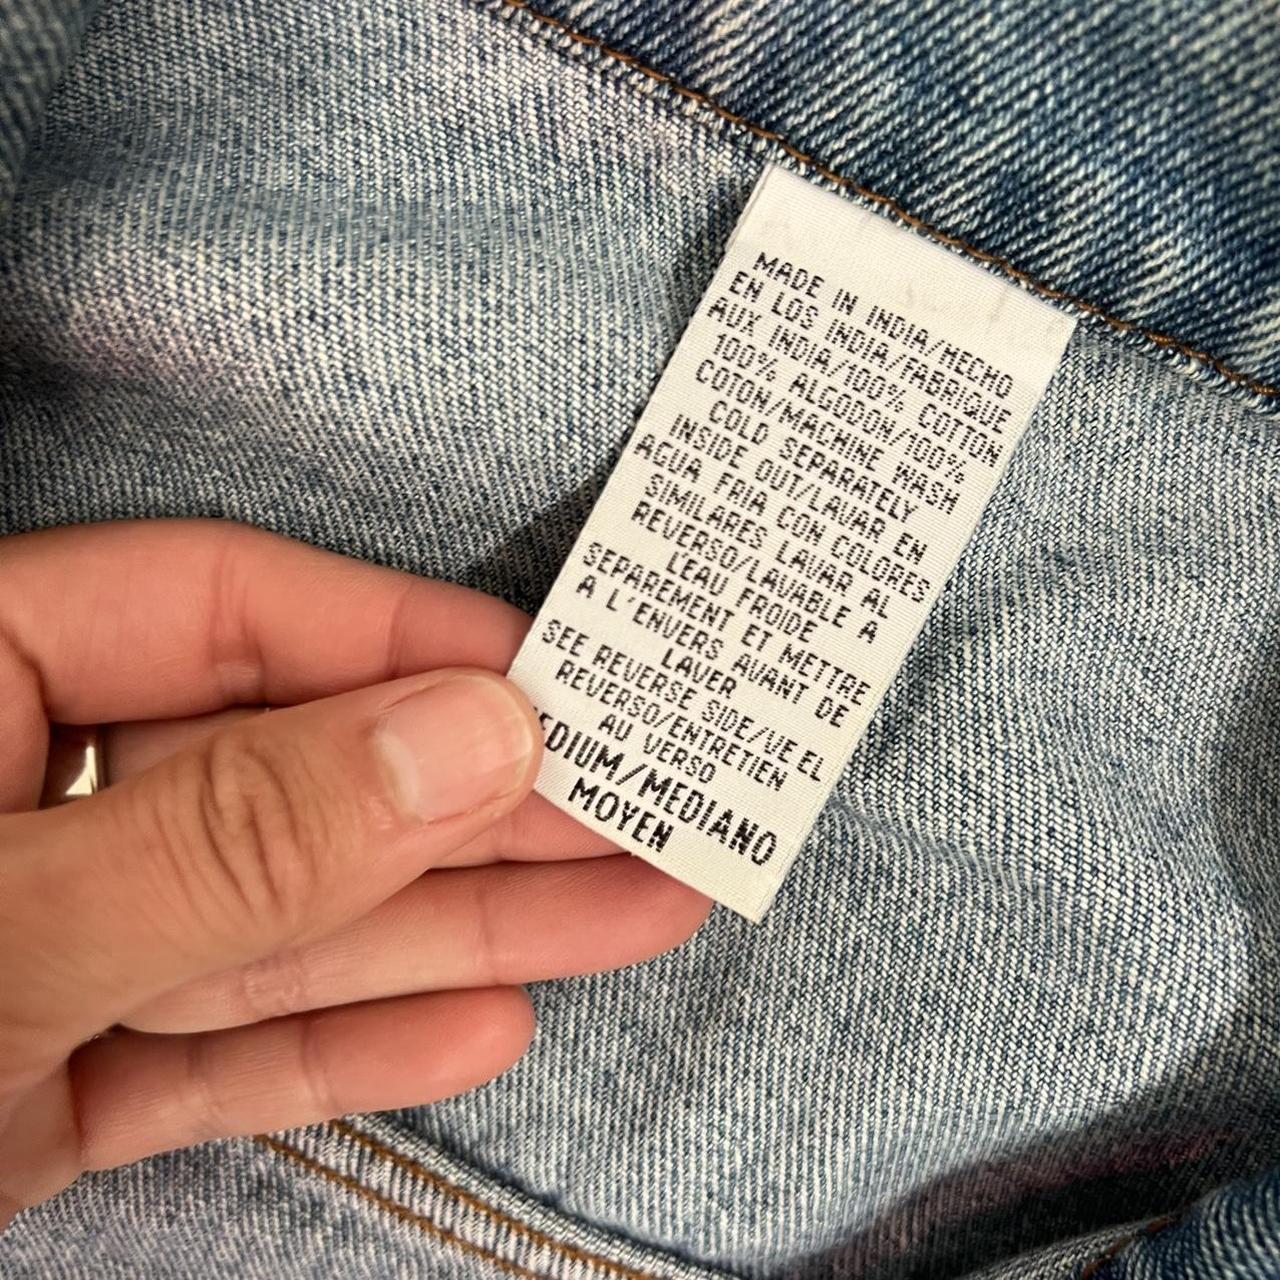 MADE IN INDIA/HECHO
EN LOS INDIA/FABRIQUE
AUX INDIA/100% COTTON
100% ALGODON/100%
COTON/MACHINE WASH
COLD SEPARATELY
INSIDE OUT/LAVAR EN
AGUA FRIA CON COLORES
SIMILARES LAVAR AL
REVERSO/LAVABLE A
L'EAU FROIDE
SEPAREMENT ET METTRE
A L'ENVERS AVANT DE
LAVER
SEE REVERSE SIDE/VE EL
REVERSO/ENTRETIEN
AU VERSO
EDIUM/MEDIANO
MOYEN